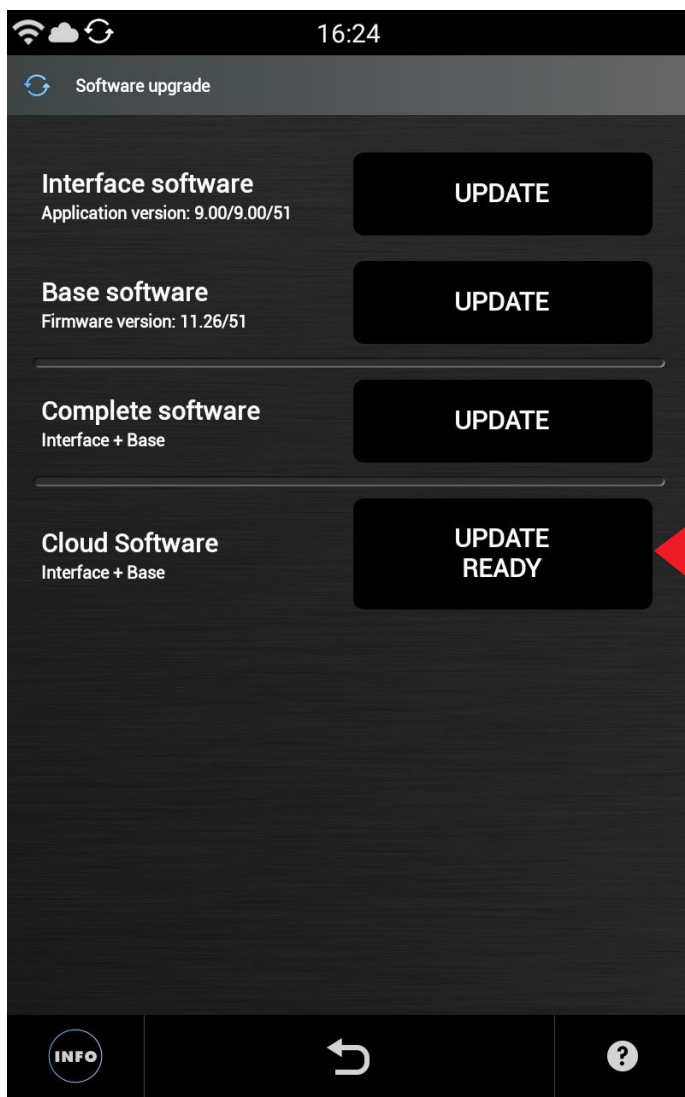 16:24
Software upgrade
Interface software
Application version: 9.00/9.00/51
UPDATE
Base software
Firmware version: 11.26/51
UPDATE
Complete software
Interface + Base
UPDATE
Cloud Software
Interface + Base
UPDATE
READY
INFO
?